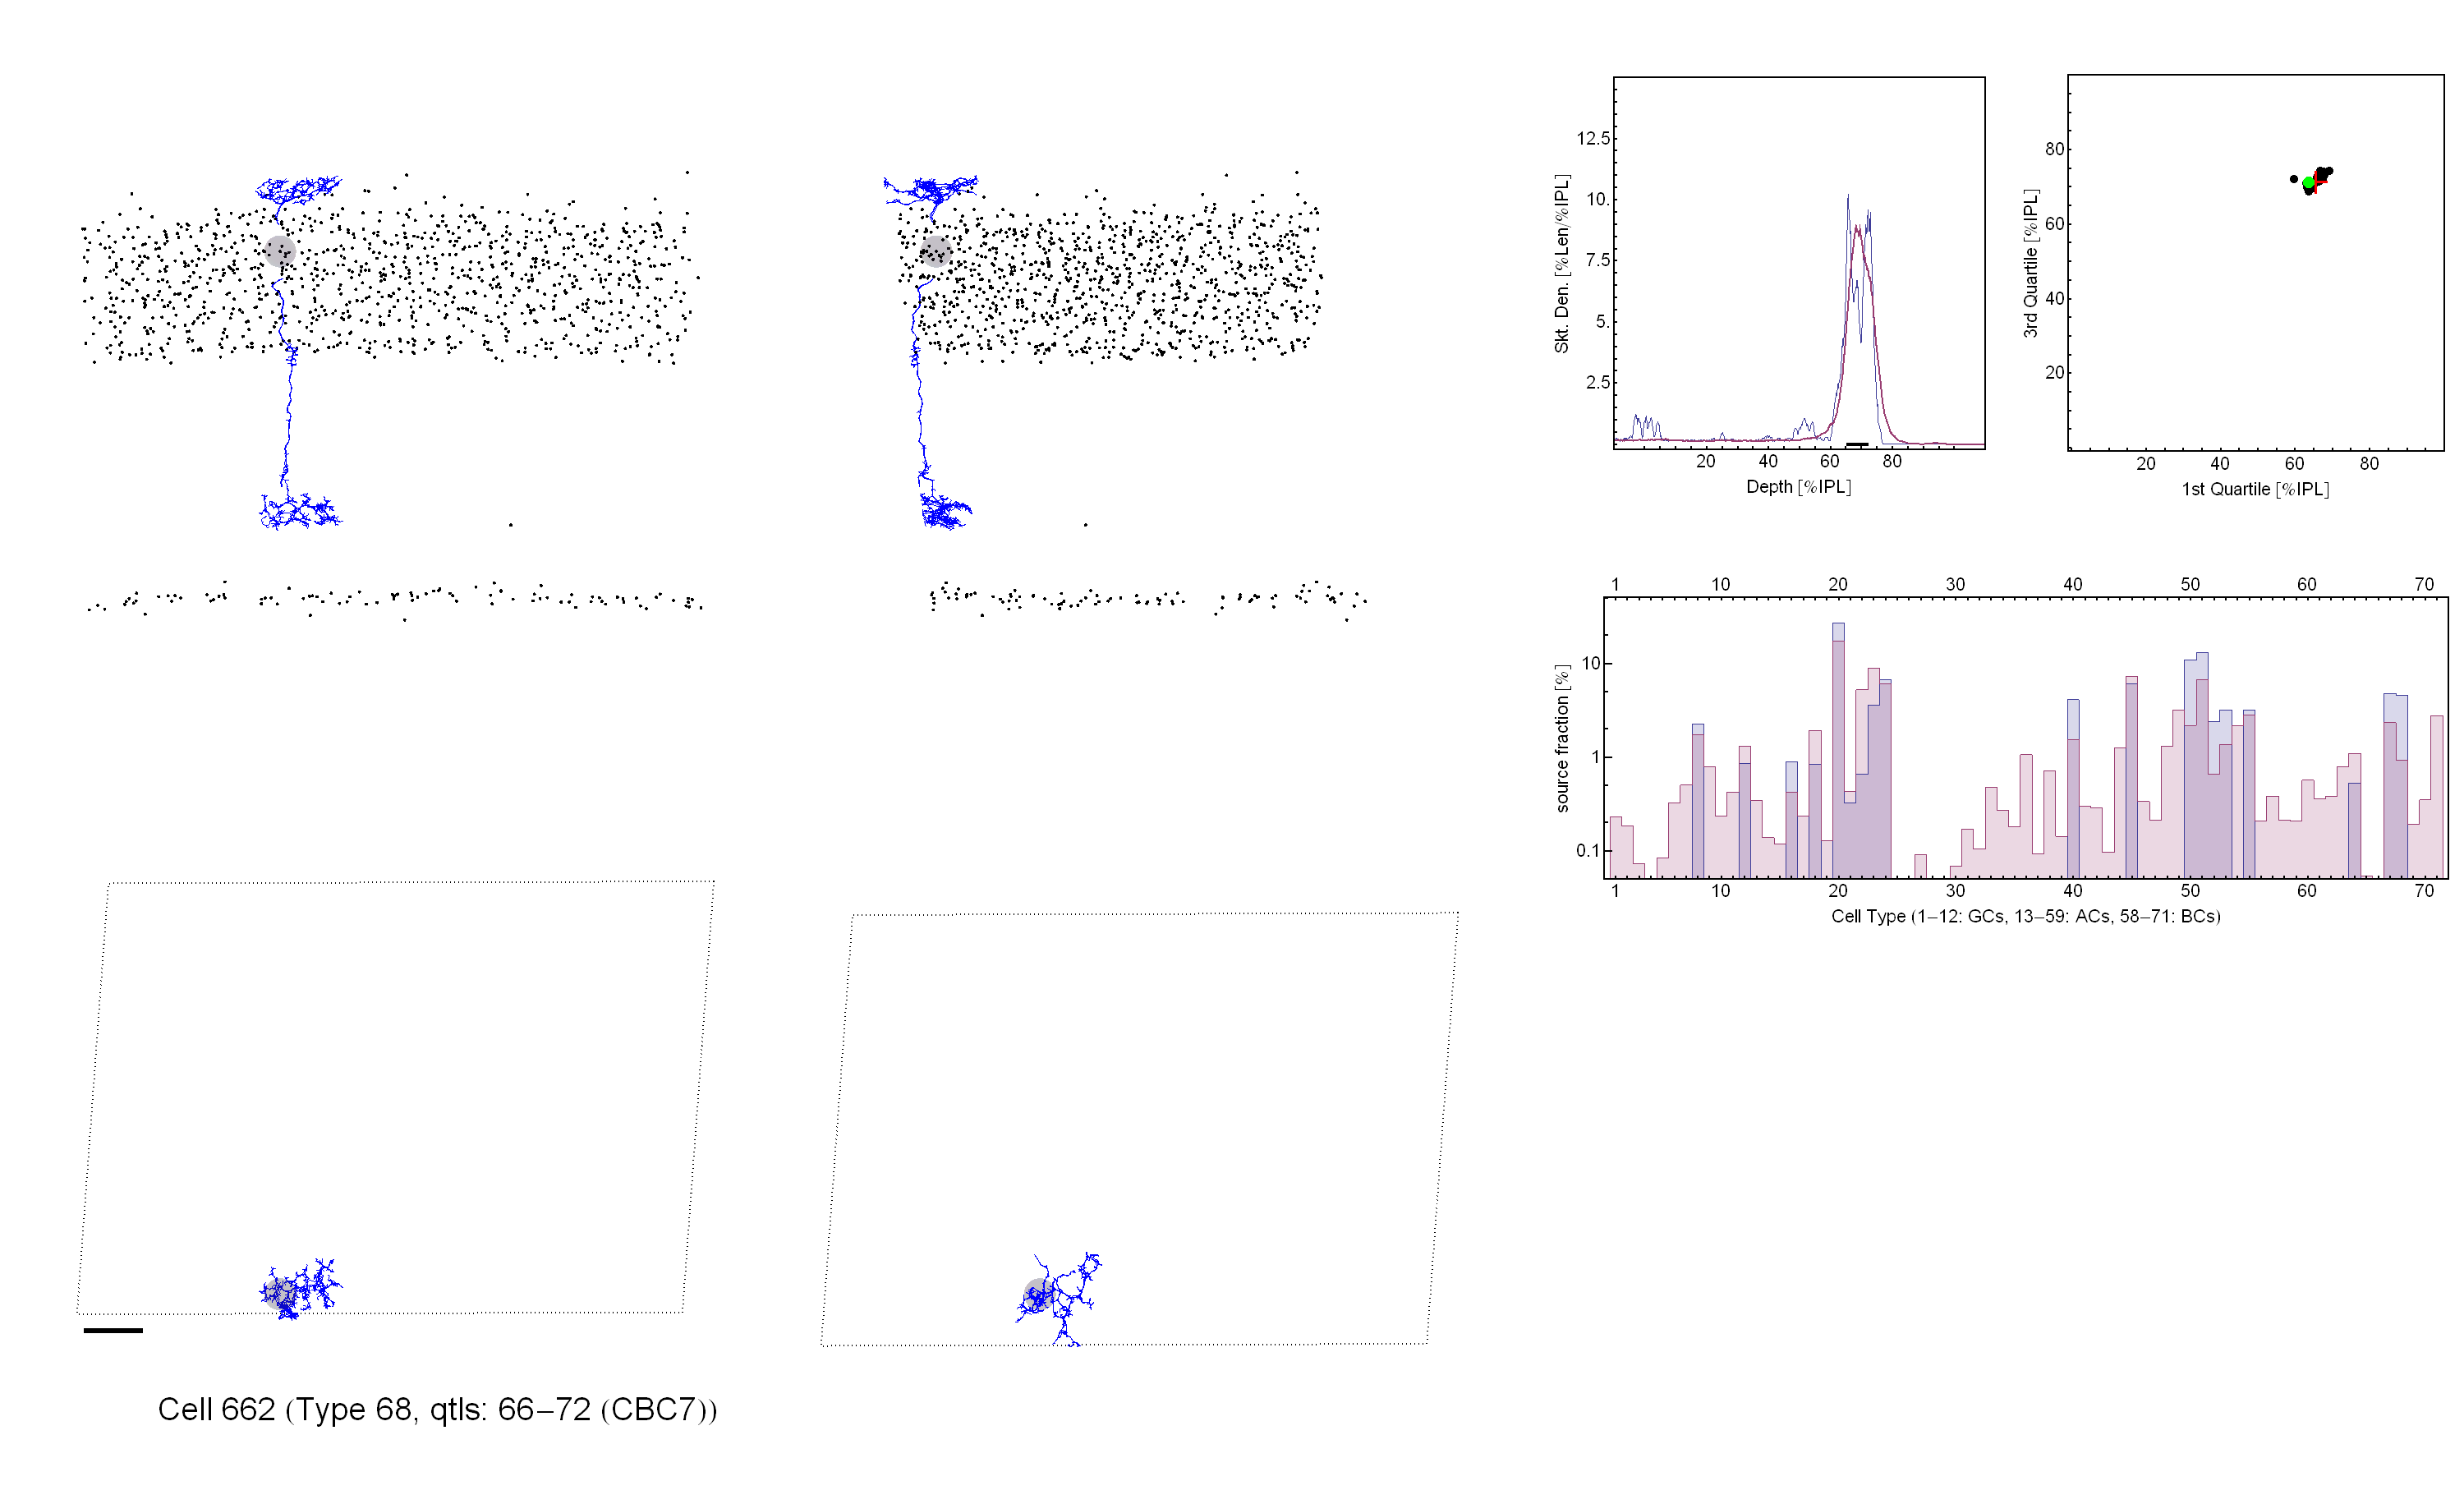 12.5
10.
7.5
5.
2.5
Skt. Den. [%Len/%IPL]
20 40 60 80
Depth [%IPL]
80
60
40
20
3rd Quartile [%IPL]
20 40 60 80
1st Quartile [%IPL]
1 10 20 30 40 50 60 70
10
1
0.1
source fraction [%]
1 10 20 30 40 50 60 70
Cell Type (1−12: GCs, 13−59: ACs, 58−71: BCs)
Cell 662 (Type 68, qtls: 66−72 (CBC7))